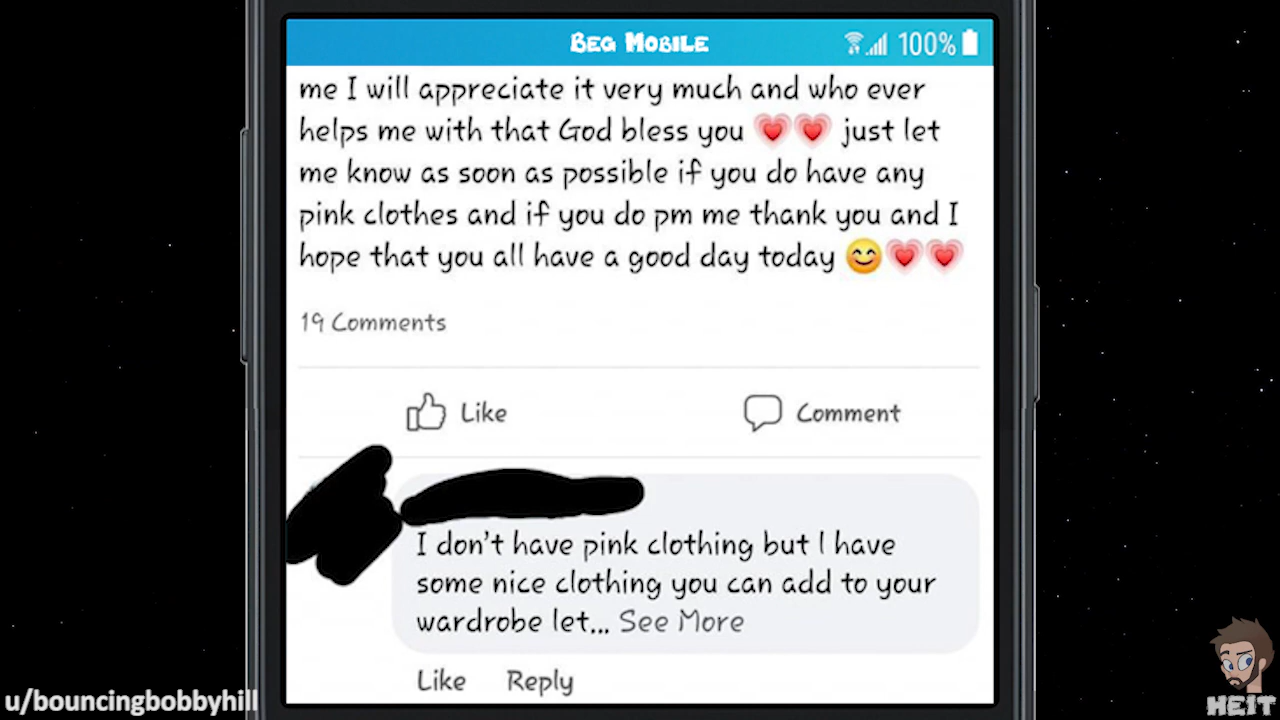 BEG MOBILE
100%
me I will appreciate it very much and who ever
helps me with that God bless you 💗💗 just let
me know as soon as possible if you do have any
pink clothes and if you do pm me thank you and I
hope that you all have a good day today 😊💗💗
19 Comments
Like
Comment
I don't have pink clothing but I have
some nice clothing you can add to your
wardrobe let... See More
Like Reply
u/bouncingbobbyhill
HEIT